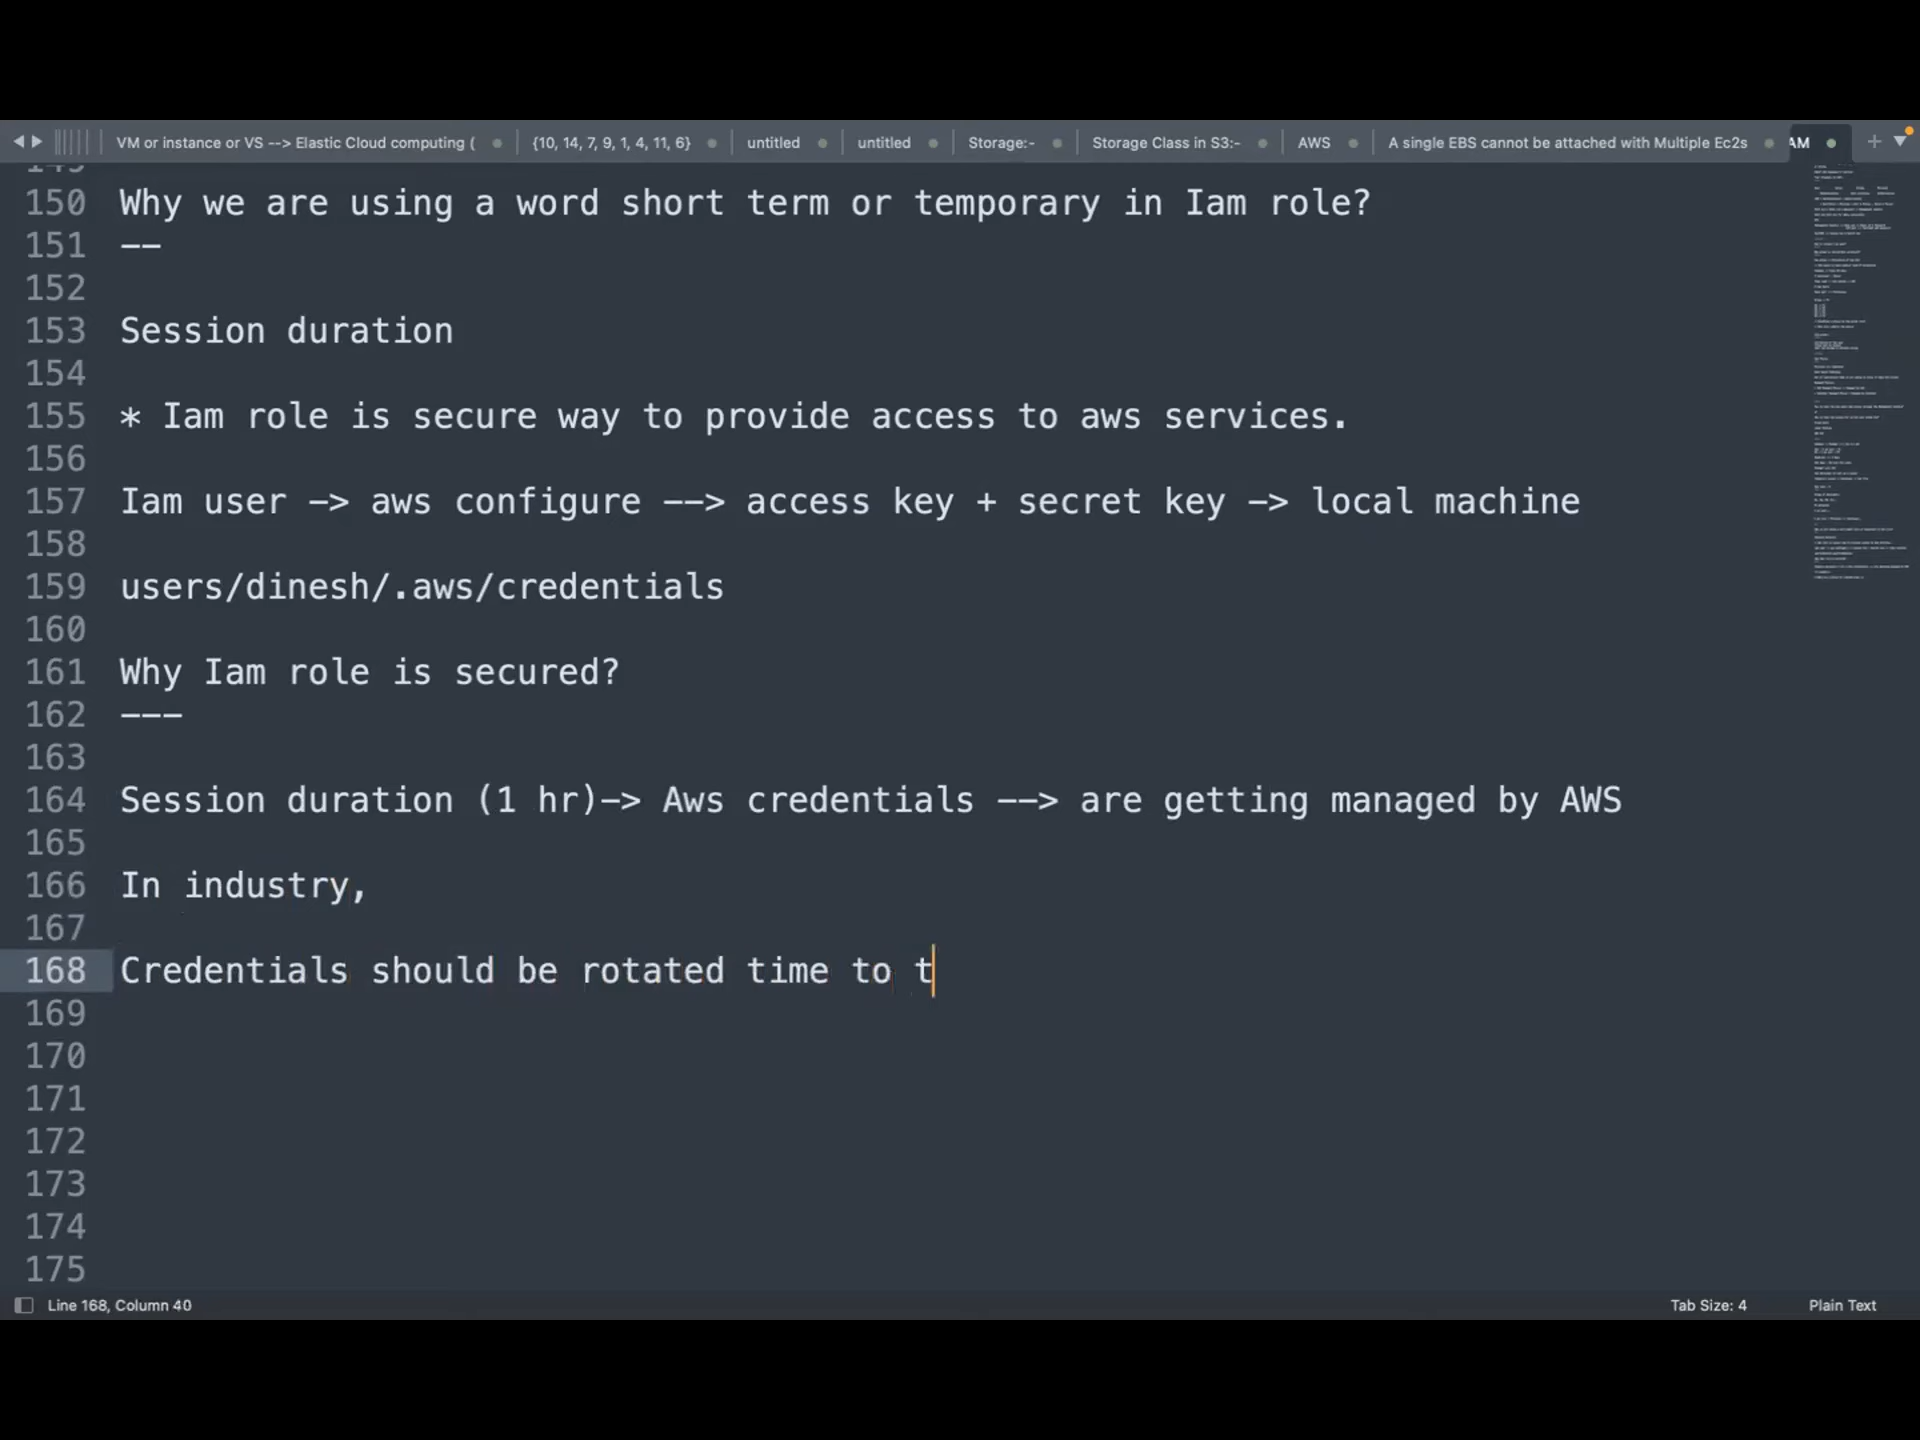 VM or instance or VS --> Elastic Cloud computing ( {10, 14, 7, 9, 1, 4, 11, 6} untitled untitled Storage:- Storage Class in S3:- AWS A single EBS cannot be attached with Multiple Ec2s AM
150 Why we are using a word short term or temporary in Iam role?
151 --
152
153 Session duration
154
155 * Iam role is secure way to provide access to aws services.
156
157 Iam user -> aws configure --> access key + secret key -> local machine
158
159 users/dinesh/.aws/credentials
160
161 Why Iam role is secured?
162 ---
163
164 Session duration (1 hr)-> Aws credentials --> are getting managed by AWS
165
166 In industry,
167
168 Credentials should be rotated time to t
169
170
171
172
173
174
175
Line 168, Column 40 Tab Size: 4 Plain Text